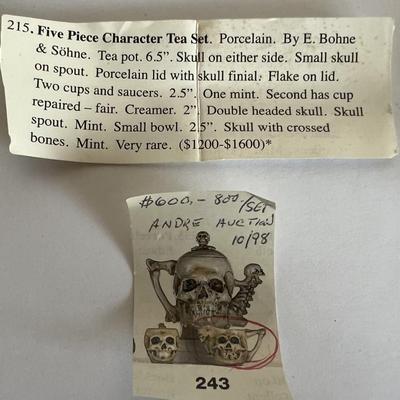 215. Five Piece Character Tea Set. Porcelain. By E. Bohne
& Söhne. Tea pot. 6.5”. Skull on either side. Small skull
on spout. Porcelain lid with skull finial. Flake on lid.
Two cups and saucers. 2.5”. One mint. Second has cup
repaired – fair. Creamer. 2”. Double headed skull. Skull
spout. Mint. Small bowl. 2.5”. Skull with crossed
bones. Mint. Very rare. ($1200-$1600)*
$600,- 800/SET
ANDRE AUCTION
10/98
243